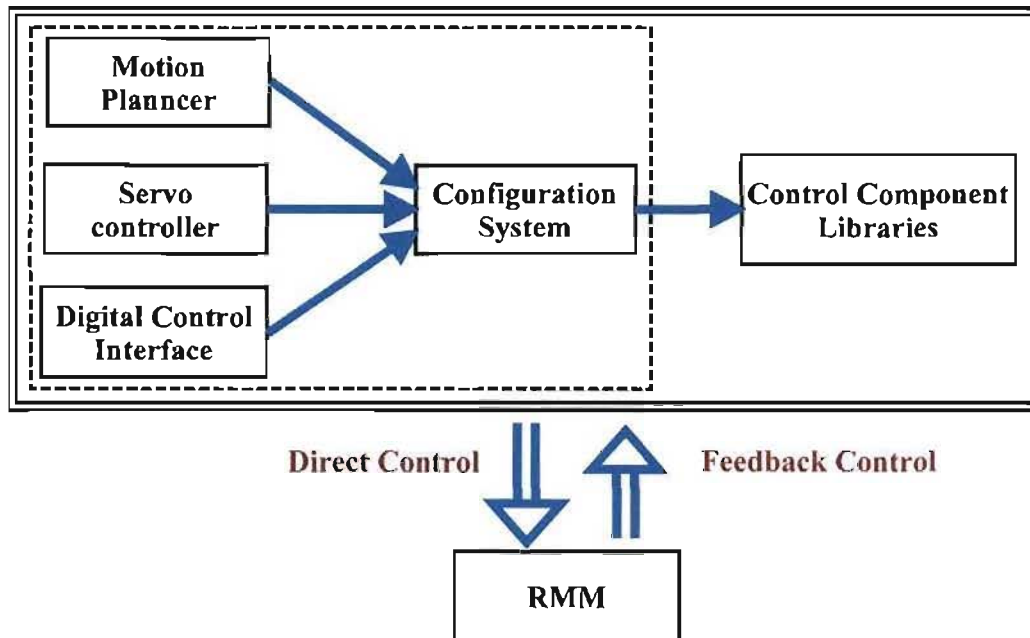 Motion
Planncer
Servo
controller
Digital Control
Interface
Configuration
System
Control Component
Libraries
Direct Control
Feedback Control
RMM